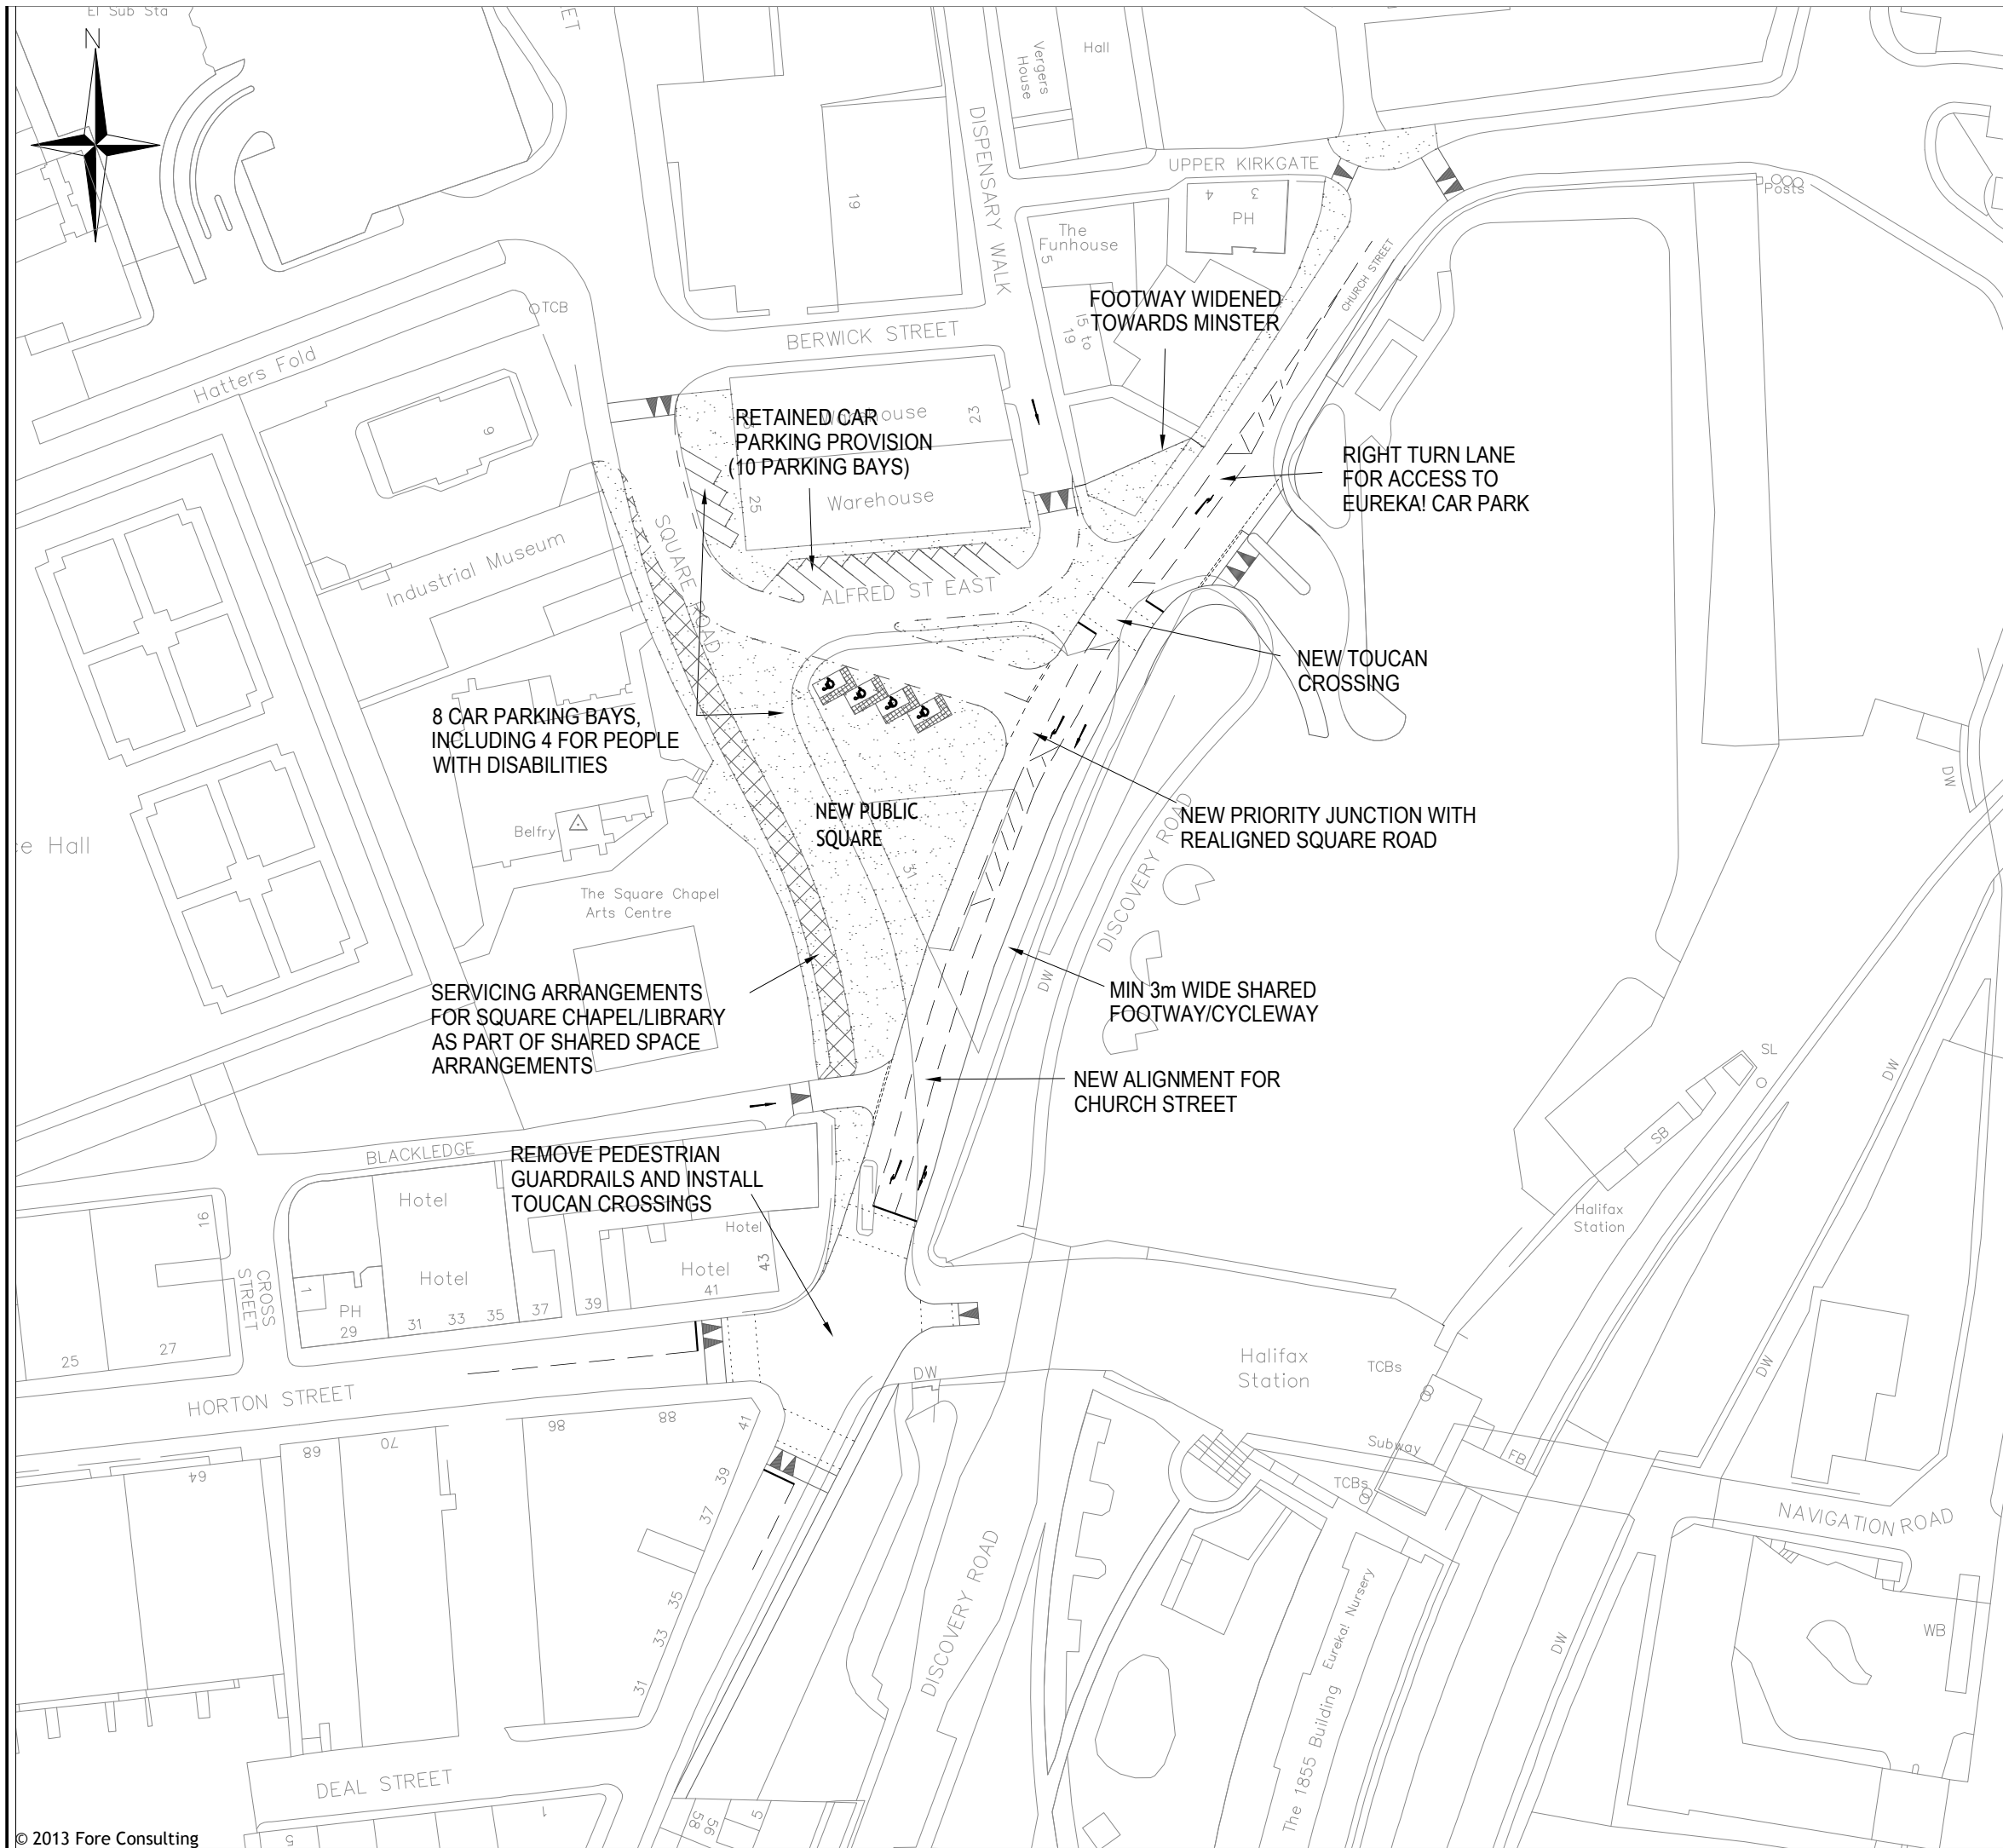 El Sub Sta
N
ET
Hall
Vergers
House
DISPENSARY WALK
UPPER KIRKGATE
Posts
19
4
3
PH
The
Funhouse
5
15 to
19
CHURCH STREET
TCB
FOOTWAY WIDENED
TOWARDS MINSTER
BERWICK STREET
Hatters Fold
9
RETAINED CAR
PARKING PROVISION
(10 PARKING BAYS)
Warehouse
23
25
Warehouse
RIGHT TURN LANE
FOR ACCESS TO
EUREKA! CAR PARK
SQUARE ROAD
Industrial Museum
ALFRED ST EAST
NEW TOUCAN
CROSSING
8 CAR PARKING BAYS,
INCLUDING 4 FOR PEOPLE
WITH DISABILITIES
DW
NEW PUBLIC
SQUARE
NEW PRIORITY JUNCTION WITH
REALIGNED SQUARE ROAD
Belfry
e Hall
31
DISCOVERY ROAD
The Square Chapel
Arts Centre
SERVICING ARRANGEMENTS
FOR SQUARE CHAPEL/LIBRARY
AS PART OF SHARED SPACE
ARRANGEMENTS
DW
MIN 3m WIDE SHARED
FOOTWAY/CYCLEWAY
NEW ALIGNMENT FOR
CHURCH STREET
SL
SB
DW
BLACKLEDGE
REMOVE PEDESTRIAN
GUARDRAILS AND INSTALL
TOUCAN CROSSINGS
Hotel
Hotel
Halifax
Station
16
CROSS
STREET
Hotel
Hotel
43
1
PH
29
31
33
35
37
39
41
25
27
Halifax
Station
TCBs
DW
DW
HORTON STREET
98
88
41
68
70
64
39
37
Subway
TCBs
FB
NAVIGATION ROAD
DISCOVERY ROAD
35
33
31
The 1855 Building
Eureka! Nursery
DW
WB
DEAL STREET
1
5
58
56
5
© 2013 Fore Consulting